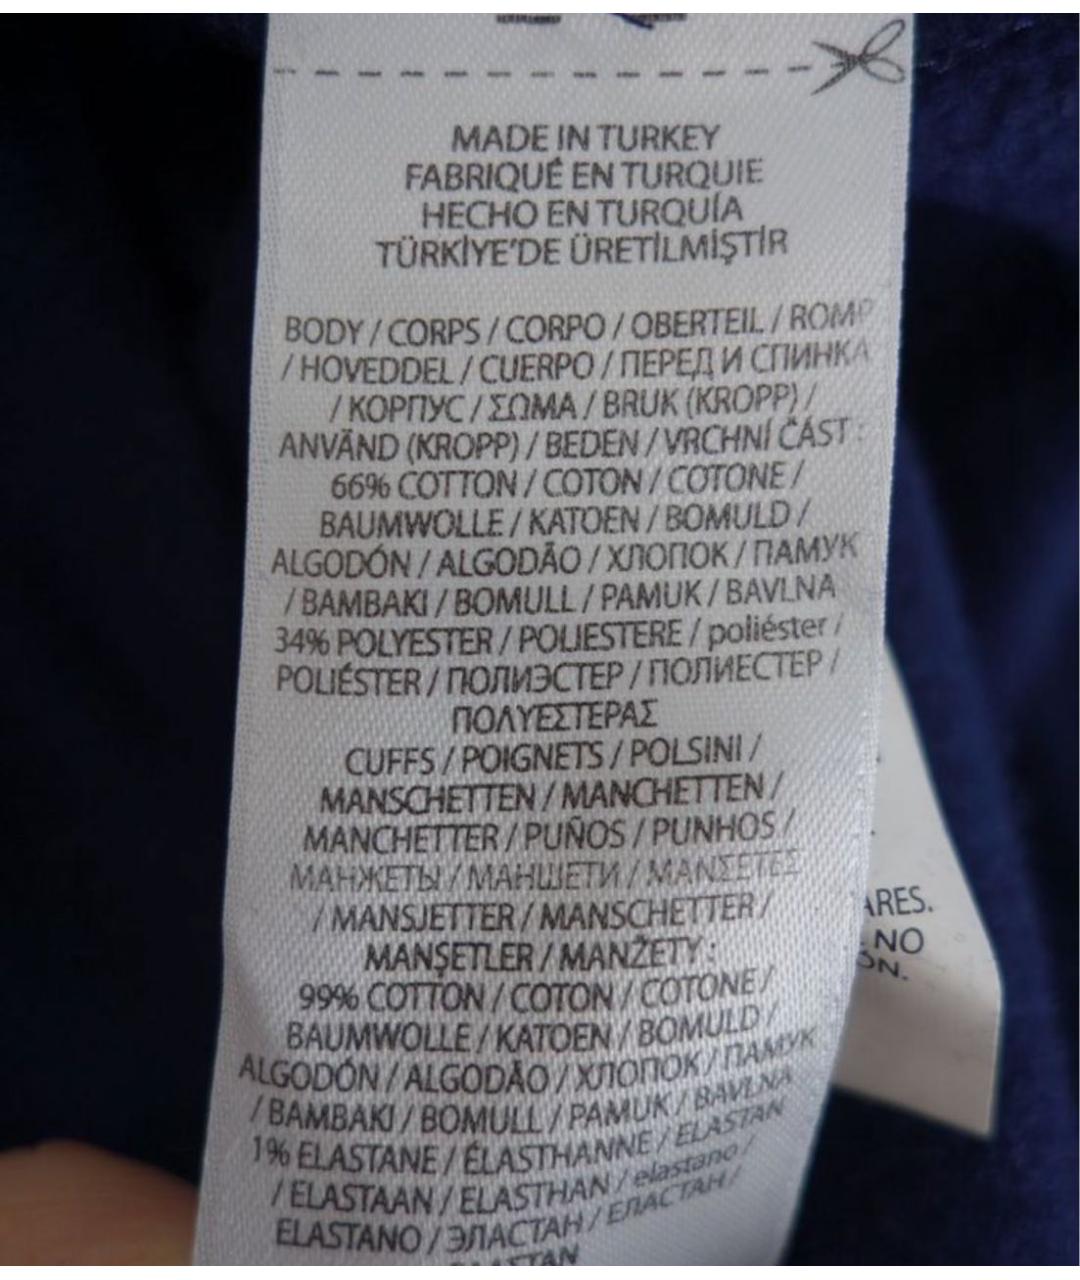 MADE IN TURKEY
FABRIQUÉ EN TURQUIE
HECHO EN TURQUÍA
TÜRKİYE'DE ÜRETİLMİŞTİR
BODY / CORPS / CORPO / OBERTEIL / ROMP
/ HOVEDDEL / CUERPO / ПЕРЕД И СПИНКА
/ КОРПУС / ΣΩΜΑ / BRUK (KROPP) /
ANVÄND (KROPP) / BEDEN / VRCHNÍ ČÁST :
66% COTTON / COTON / COTONE /
BAUMWOLLE / KATOEN / BOMULD /
ALGODÓN / ALGODÃO / ХЛОПОК / ПАМУК
/ BAMBAKI / BOMULL / PAMUK / BAVLNA
34% POLYESTER / POLIESTERE / poliéster /
POLIÉSTER / ПОЛИЭСТЕР / ПОЛИЕСТЕР /
ΠΟΛΥΕΣΤΕΡΑΣ
CUFFS / POIGNETS / POLSINI /
MANSCHETTEN / MANCHETTEN /
MANCHETTER / PUÑOS / PUNHOS /
МАНЖЕТЫ / МАНШЕТИ / ΜΑΝΣΕΤΕΣ
/ MANSJETTER / MANSCHETTER /
MANŞETLER / MANŽETY :
99% COTTON / COTON / COTONE /
BAUMWOLLE / KATOEN / BOMULD /
ALGODÓN / ALGODÃO / ХЛОПОК / ПАМУК
/ BAMBAKI / BOMULL / PAMUK / BAVLNA
1% ELASTANE / ÉLASTHANNE / ELASTAN
/ ELASTAAN / ELASTHAN / elastano /
ELASTANO / ЭЛАСТАН / ЕЛАСТАН /
ARES.
NO
ÓN.